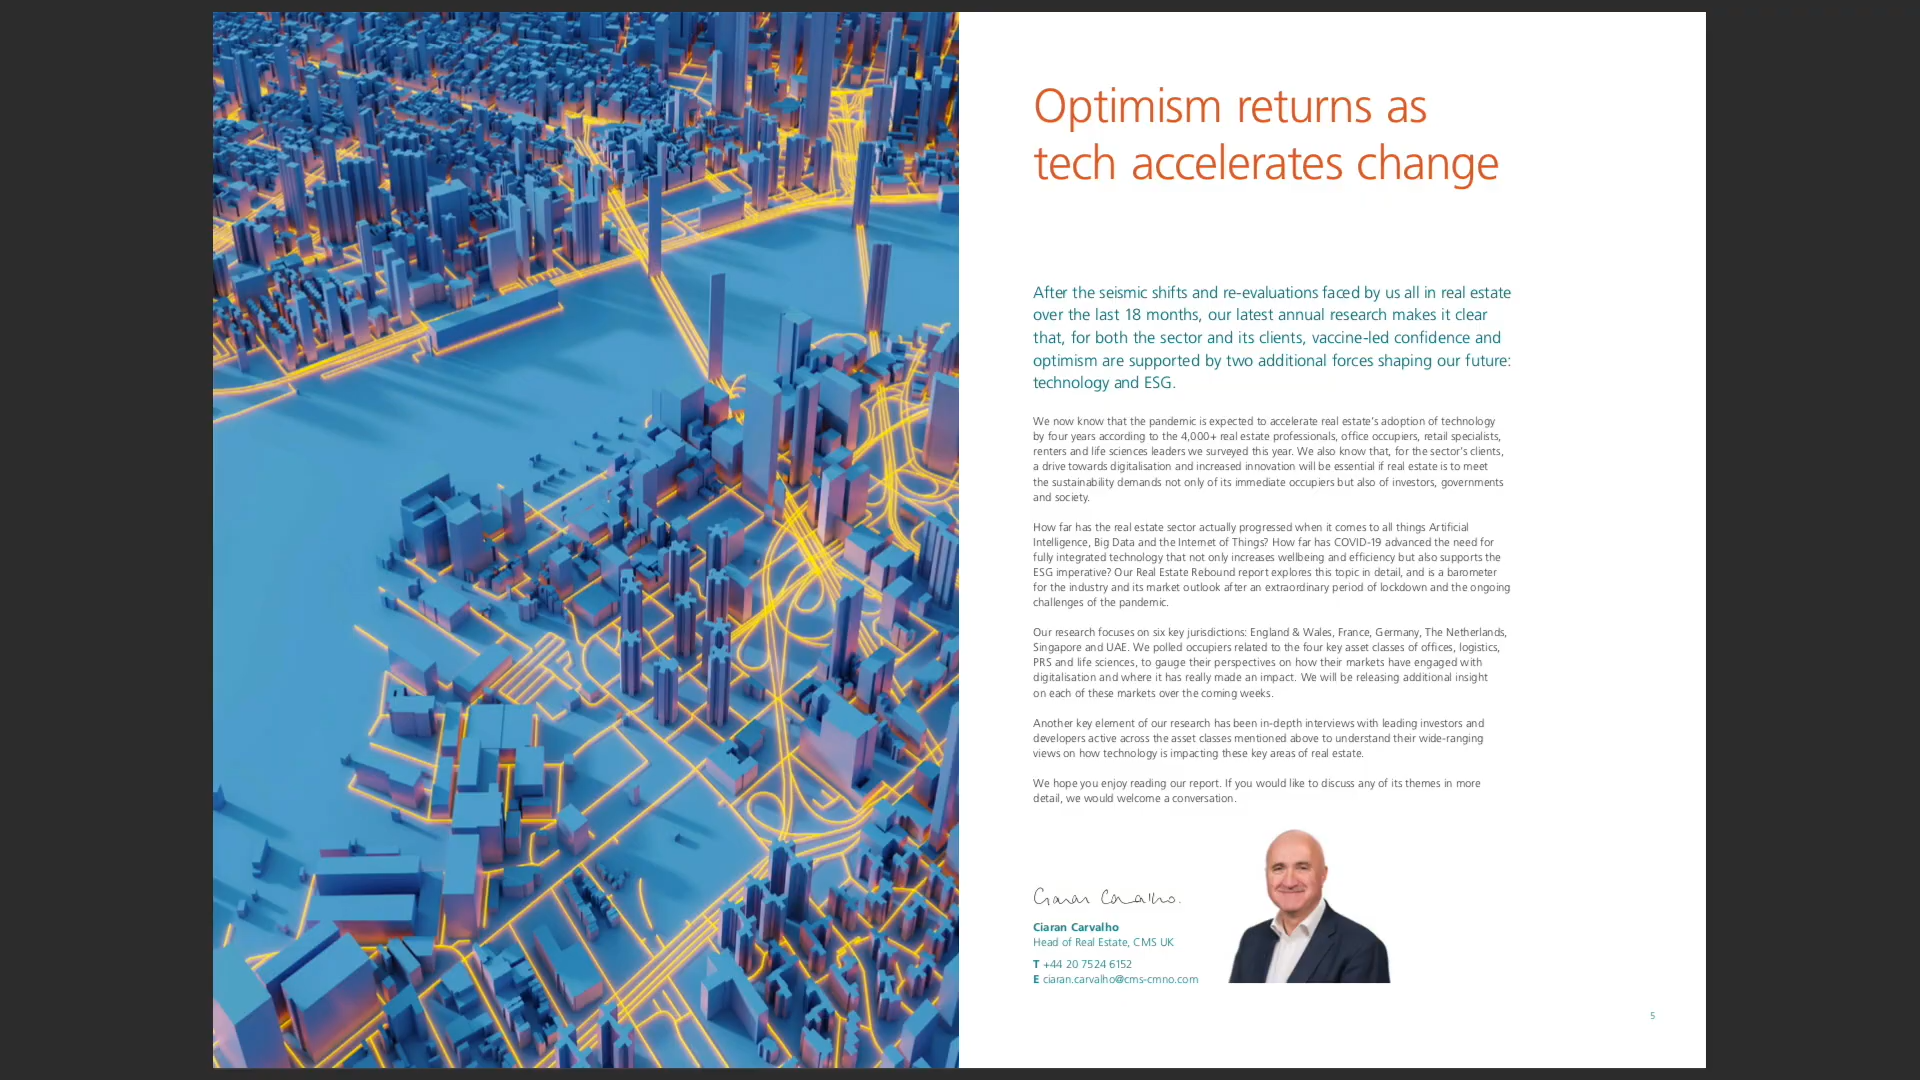 Optimism returns as
tech accelerates change
After the seismic shifts and re-evaluations faced by us all in real estate
over the last 18 months, our latest annual research makes it clear
that, for both the sector and its clients, vaccine-led confidence and
optimism are supported by two additional forces shaping our future:
technology and ESG.
We now know that the pandemic is expected to accelerate real estate's adoption of technology
by four years according to the 4,000+ real estate professionals, office occupiers, retail specialists,
renters and life sciences leaders we surveyed this year. We also know that, for the sector's clients,
a drive towards digitalisation and increased innovation will be essential if real estate is to meet
the sustainability demands not only of its immediate occupiers but also of investors, governments
and society.
How far has the real estate sector actually progressed when it comes to all things Artificial
Intelligence, Big Data and the Internet of Things? How far has COVID-19 advanced the need for
fully integrated technology that not only increases wellbeing and efficiency but also supports the
ESG imperative? Our Real Estate Rebound report explores this topic in detail, and is a barometer
for the industry and its market outlook after an extraordinary period of lockdown and the ongoing
challenges of the pandemic.
Our research focuses on six key jurisdictions: England & Wales, France, Germany, The Netherlands,
Singapore and UAE. We polled occupiers related to the four key asset classes of offices, logistics,
PRS and life sciences, to gauge their perspectives on how their markets have engaged with
digitalisation and where it has really made an impact. We will be releasing additional insight
on each of these markets over the coming weeks.
Another key element of our research has been in-depth interviews with leading investors and
developers active across the asset classes mentioned above to understand their wide-ranging
views on how technology is impacting these key areas of real estate.
We hope you enjoy reading our report. If you would like to discuss any of its themes in more
detail, we would welcome a conversation.
Ciaran Carvalho.
Ciaran Carvalho
Head of Real Estate, CMS UK
T +44 20 7524 6152
E ciaran.carvalho@cms-cmno.com
5